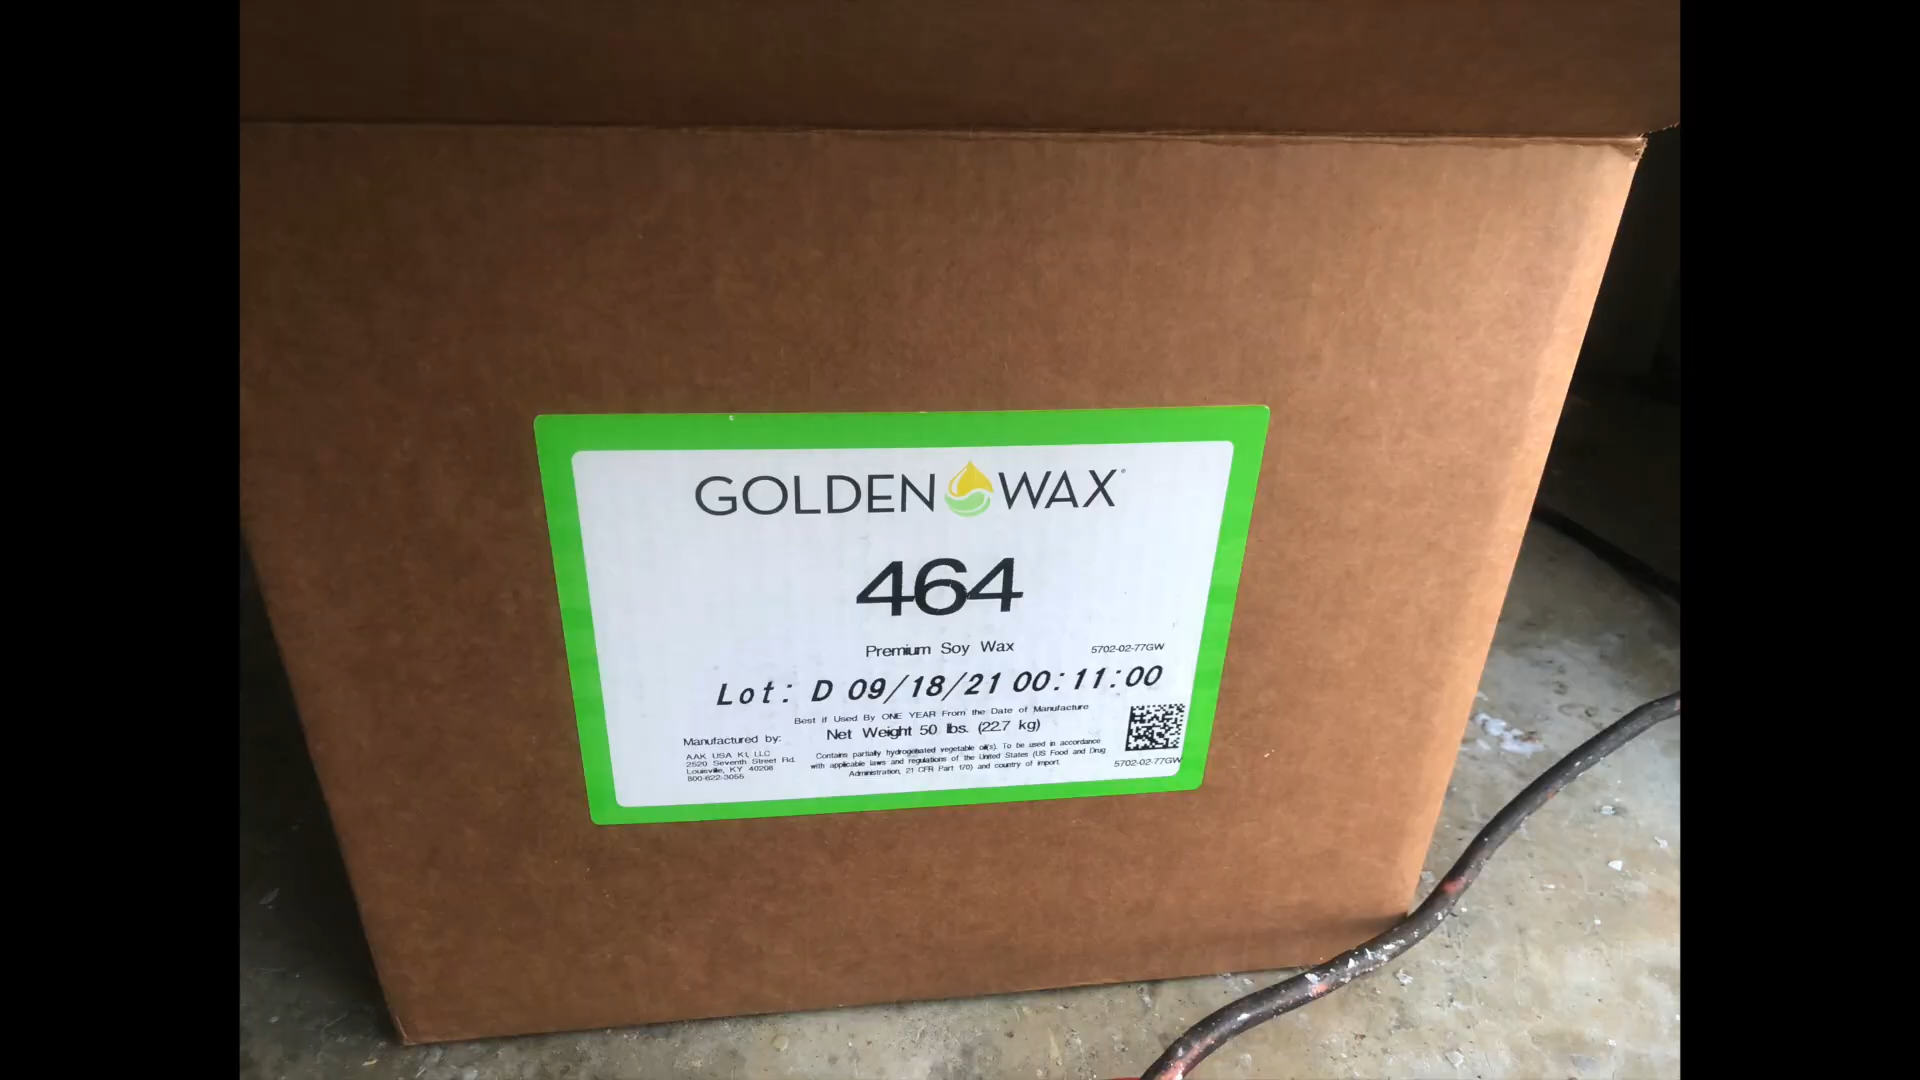 GOLDEN WAX®
464
Premium Soy Wax
5702-02-77GW
Lot: D 09/18/21 00:11:00
Best if Used By ONE YEAR From the Date of Manufacture
Net Weight 50 lbs. (22.7 kg)
Manufactured by:
AAK USA K1, LLC
2520 Seventh Street Rd.
Louisville, KY 40208
800-622-3055
Contains partially hydrogenated vegetable oil(s). To be used in accordance
with applicable laws and regulations of the United States (US Food and Drug
Administration, 21 CFR Part 170) and country of import.
5702-02-77GW